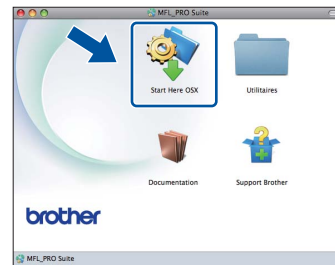 MFL_PRO Suite
Start Here OSX
Utilitaires
Documentation
Support Brother
brother
MFL_PRO Suite